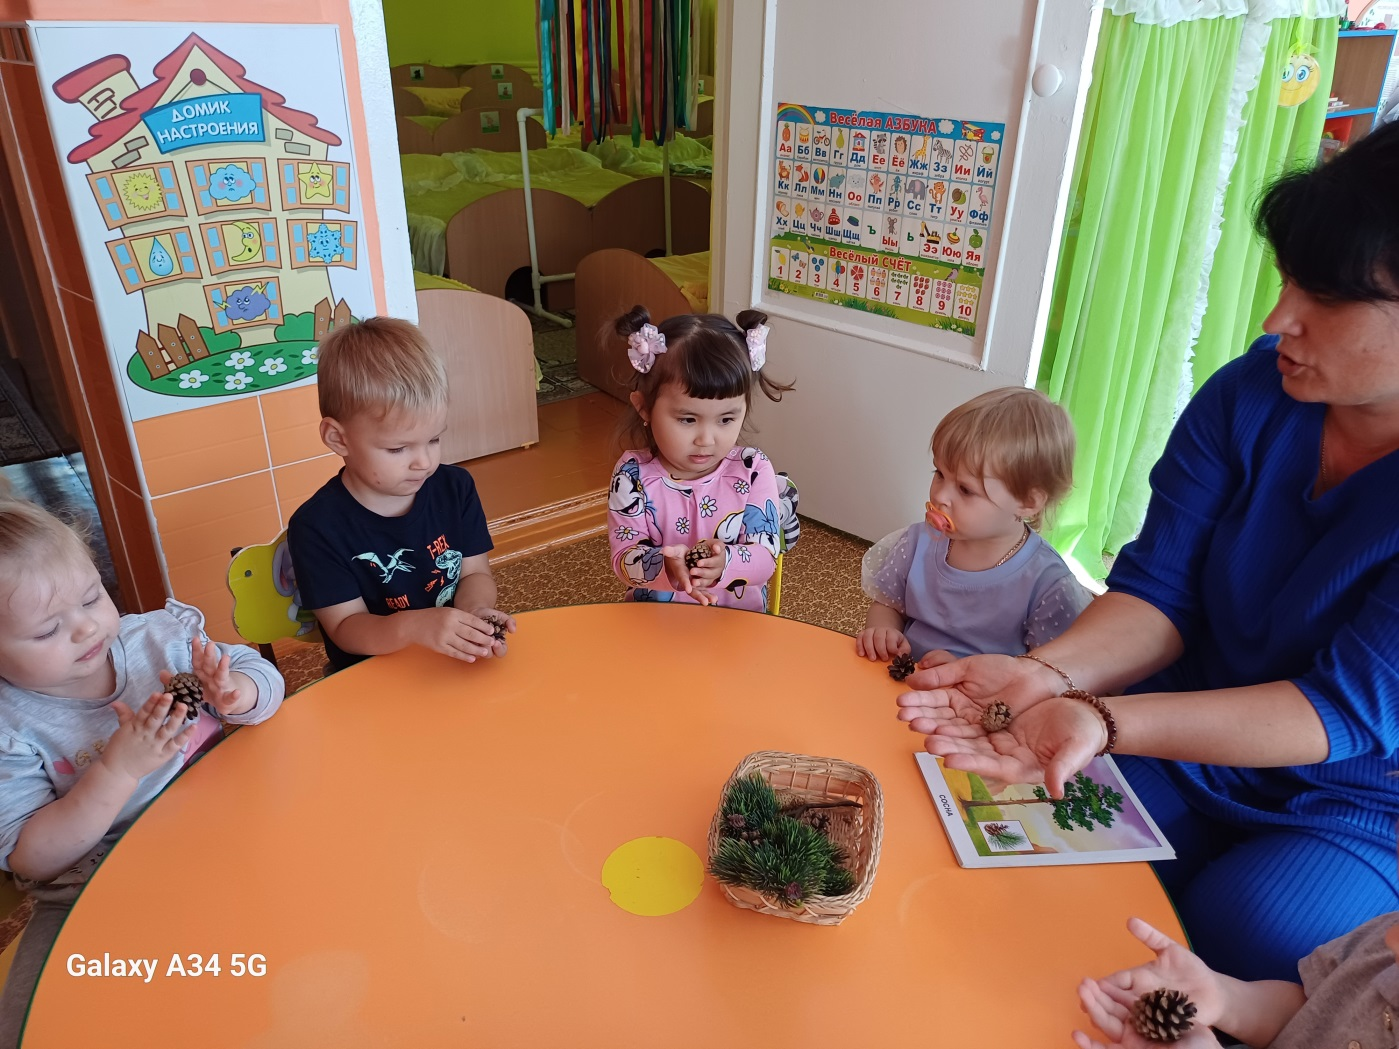 ДОМИК
НАСТРОЕНИЯ
Весёлая АЗБУКА
Аа Бб Вв Гг Дд Ее Ёё Жж Зз Ии Йй
Кк Лл Мм Нн Оо Пп Рр Сс Тт Уу Фф
Хх Цц Чч Шш Щщ Ъ Ыы Ь Ээ Юю Яя
Весёлый СЧЁТ
1 2 3 4 5 6 7 8 9 10
T-REX
READY
СОСНА
Galaxy A34 5G